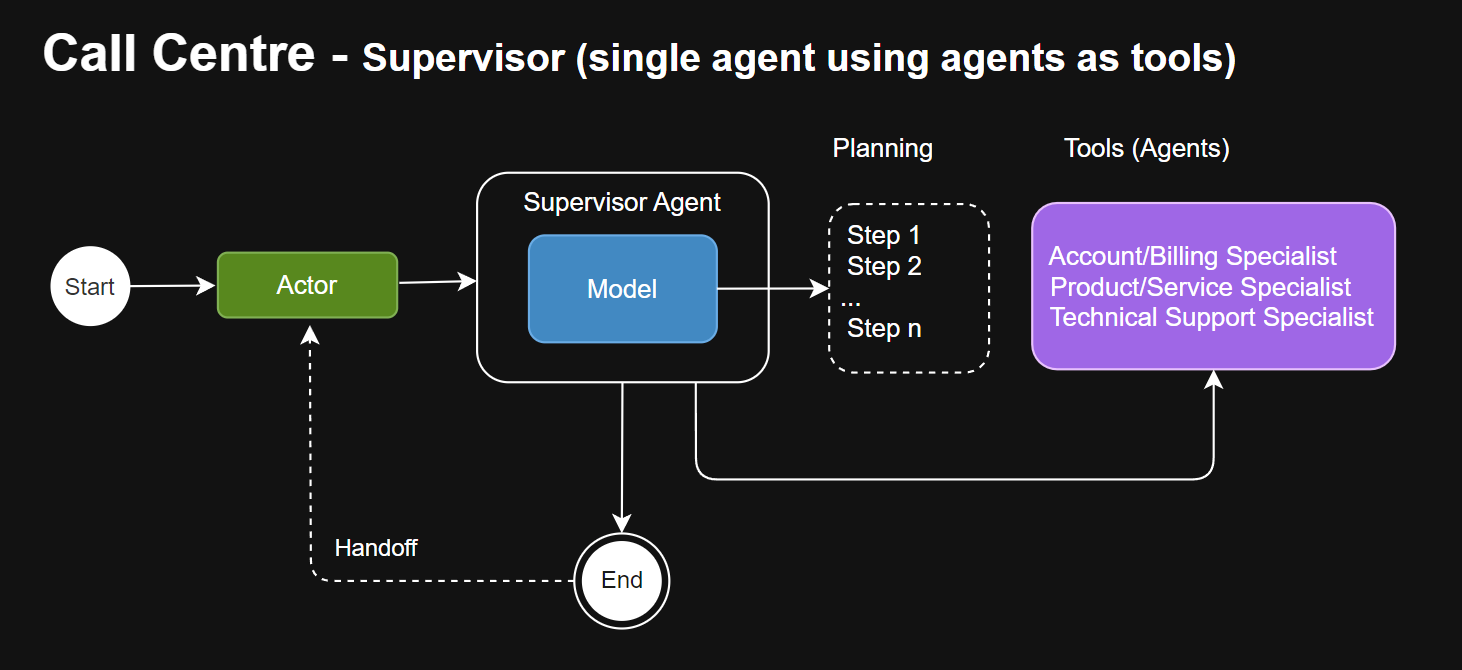 Call Centre - Supervisor (single agent using agents as tools)
Planning
Tools (Agents)
Supervisor Agent
Model
Start
Actor
Step 1
Step 2
...
Step n
Account/Billing Specialist
Product/Service Specialist
Technical Support Specialist
Handoff
End